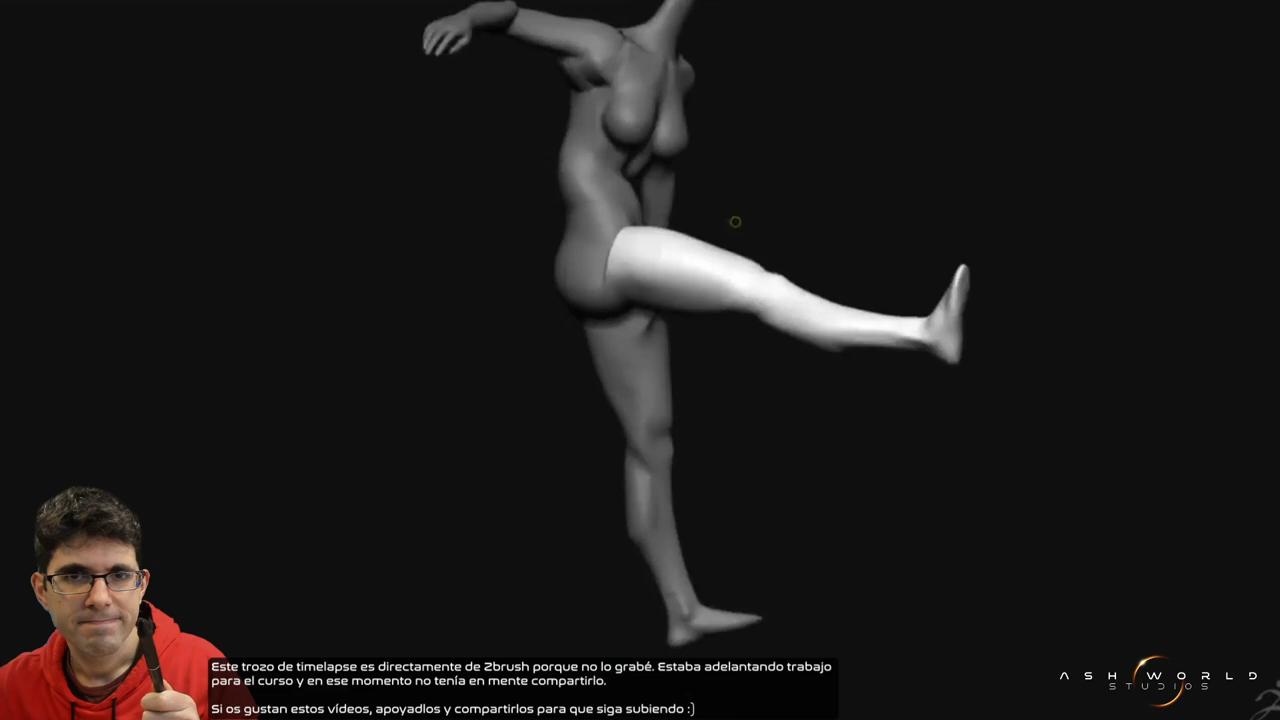 Este trozo de timelapse es directamente de Zbrush porque no lo grabé. Estaba adelantando trabajo
para el curso y en ese momento no tenía en mente compartirlo.
Si os gustan estos vídeos, apoyadlos y compartirlos para que siga subiendo :)
ASH WORLD
STUDIOS